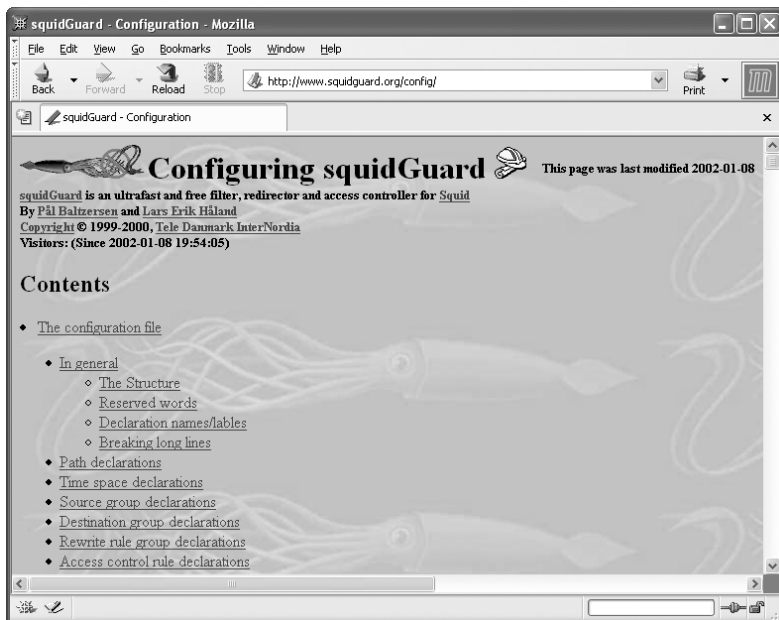 squidGuard - Configuration - Mozilla
File Edit View Go Bookmarks Tools Window Help
Back Forward Reload Stop http://www.squidguard.org/config/ Print
squidGuard - Configuration
Configuring squidGuard This page was last modified 2002-01-08
squidGuard is an ultrafast and free filter, redirector and access controller for Squid
By Pål Baltzersen and Lars Erik Håland
Copyright © 1999-2000, Tele Danmark InterNordia
Visitors: (Since 2002-01-08 19:54:05)
Contents
The configuration file
In general
The Structure
Reserved words
Declaration names/lables
Breaking long lines
Path declarations
Time space declarations
Source group declarations
Destination group declarations
Rewrite rule group declarations
Access control rule declarations